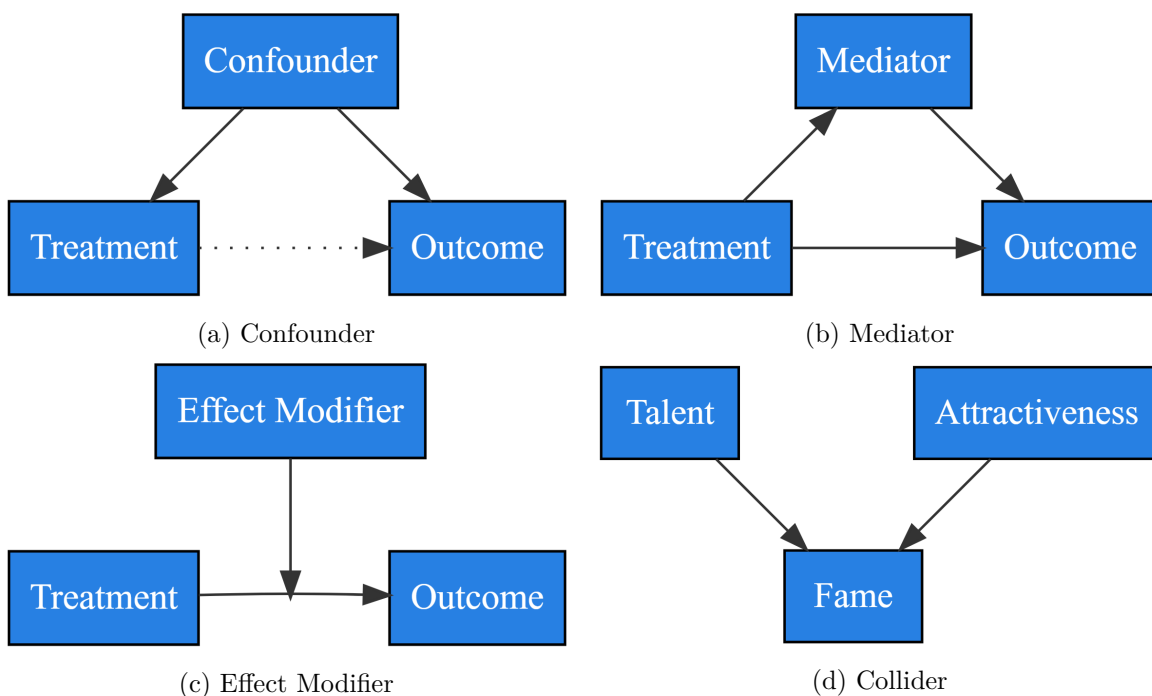 Confounder
Treatment
Outcome
(a) Confounder
Mediator
Treatment
Outcome
(b) Mediator
Effect Modifier
Treatment
Outcome
(c) Effect Modifier
Talent
Attractiveness
Fame
(d) Collider